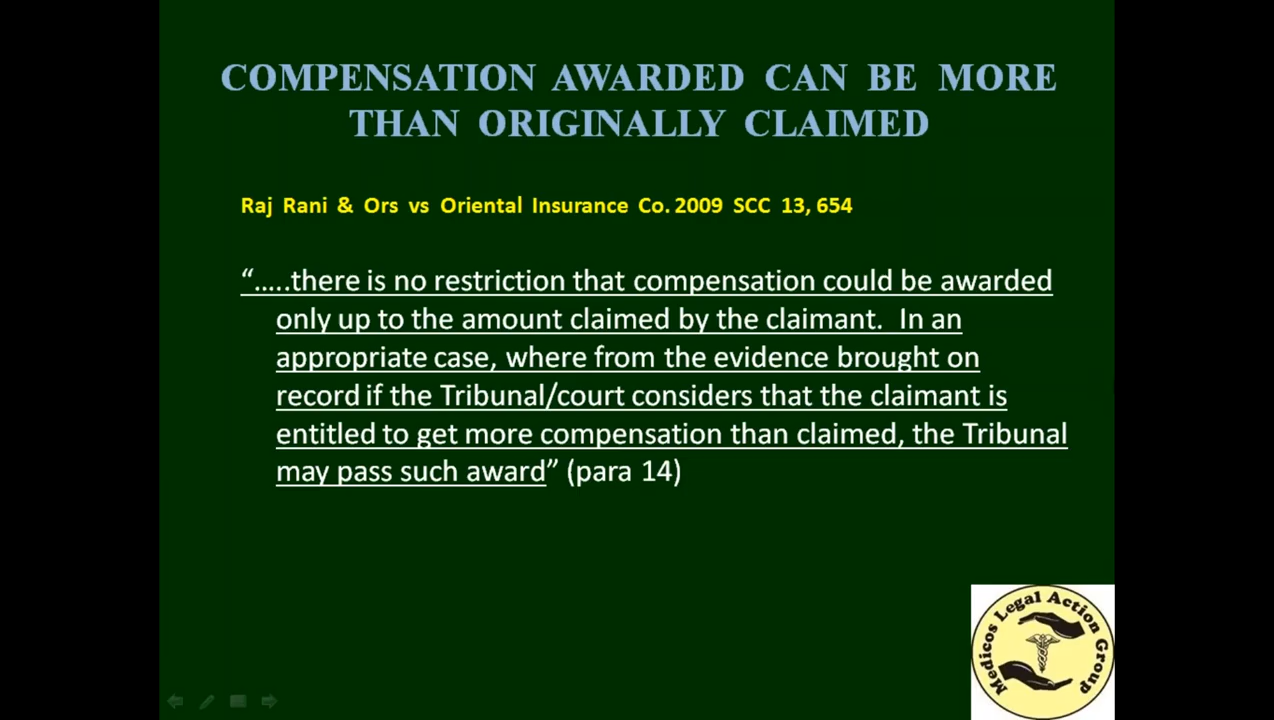 COMPENSATION AWARDED CAN BE MORE
THAN ORIGINALLY CLAIMED
Raj Rani & Ors vs Oriental Insurance Co. 2009 SCC 13, 654
“…..there is no restriction that compensation could be awarded
only up to the amount claimed by the claimant. In an
appropriate case, where from the evidence brought on
record if the Tribunal/court considers that the claimant is
entitled to get more compensation than claimed, the Tribunal
may pass such award” (para 14)
Medicos Legal Action Group